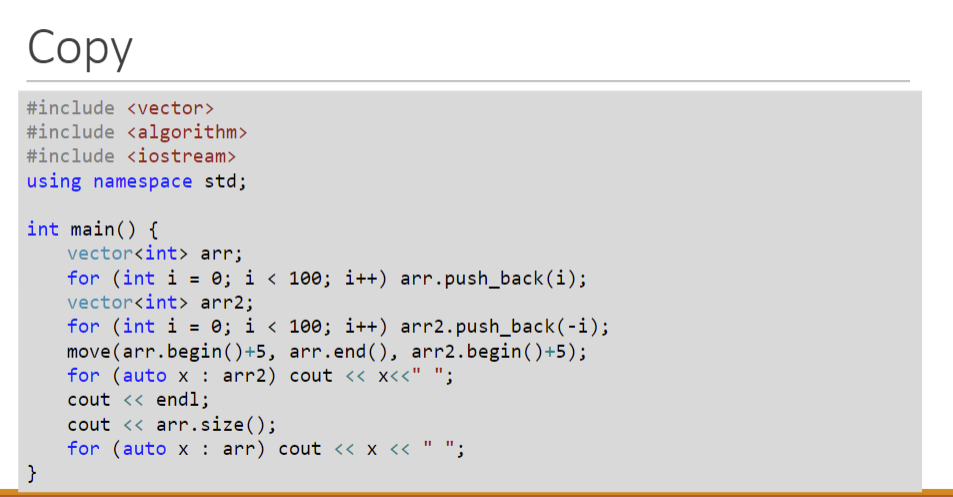 Copy
#include <vector>
#include <algorithm>
#include <iostream>
using namespace std;
int main() {
    vector<int> arr;
    for (int i = 0; i < 100; i++) arr.push_back(i);
    vector<int> arr2;
    for (int i = 0; i < 100; i++) arr2.push_back(-i);
    move(arr.begin()+5, arr.end(), arr2.begin()+5);
    for (auto x : arr2) cout << x<<" ";
    cout << endl;
    cout << arr.size();
    for (auto x : arr) cout << x << " ";
}